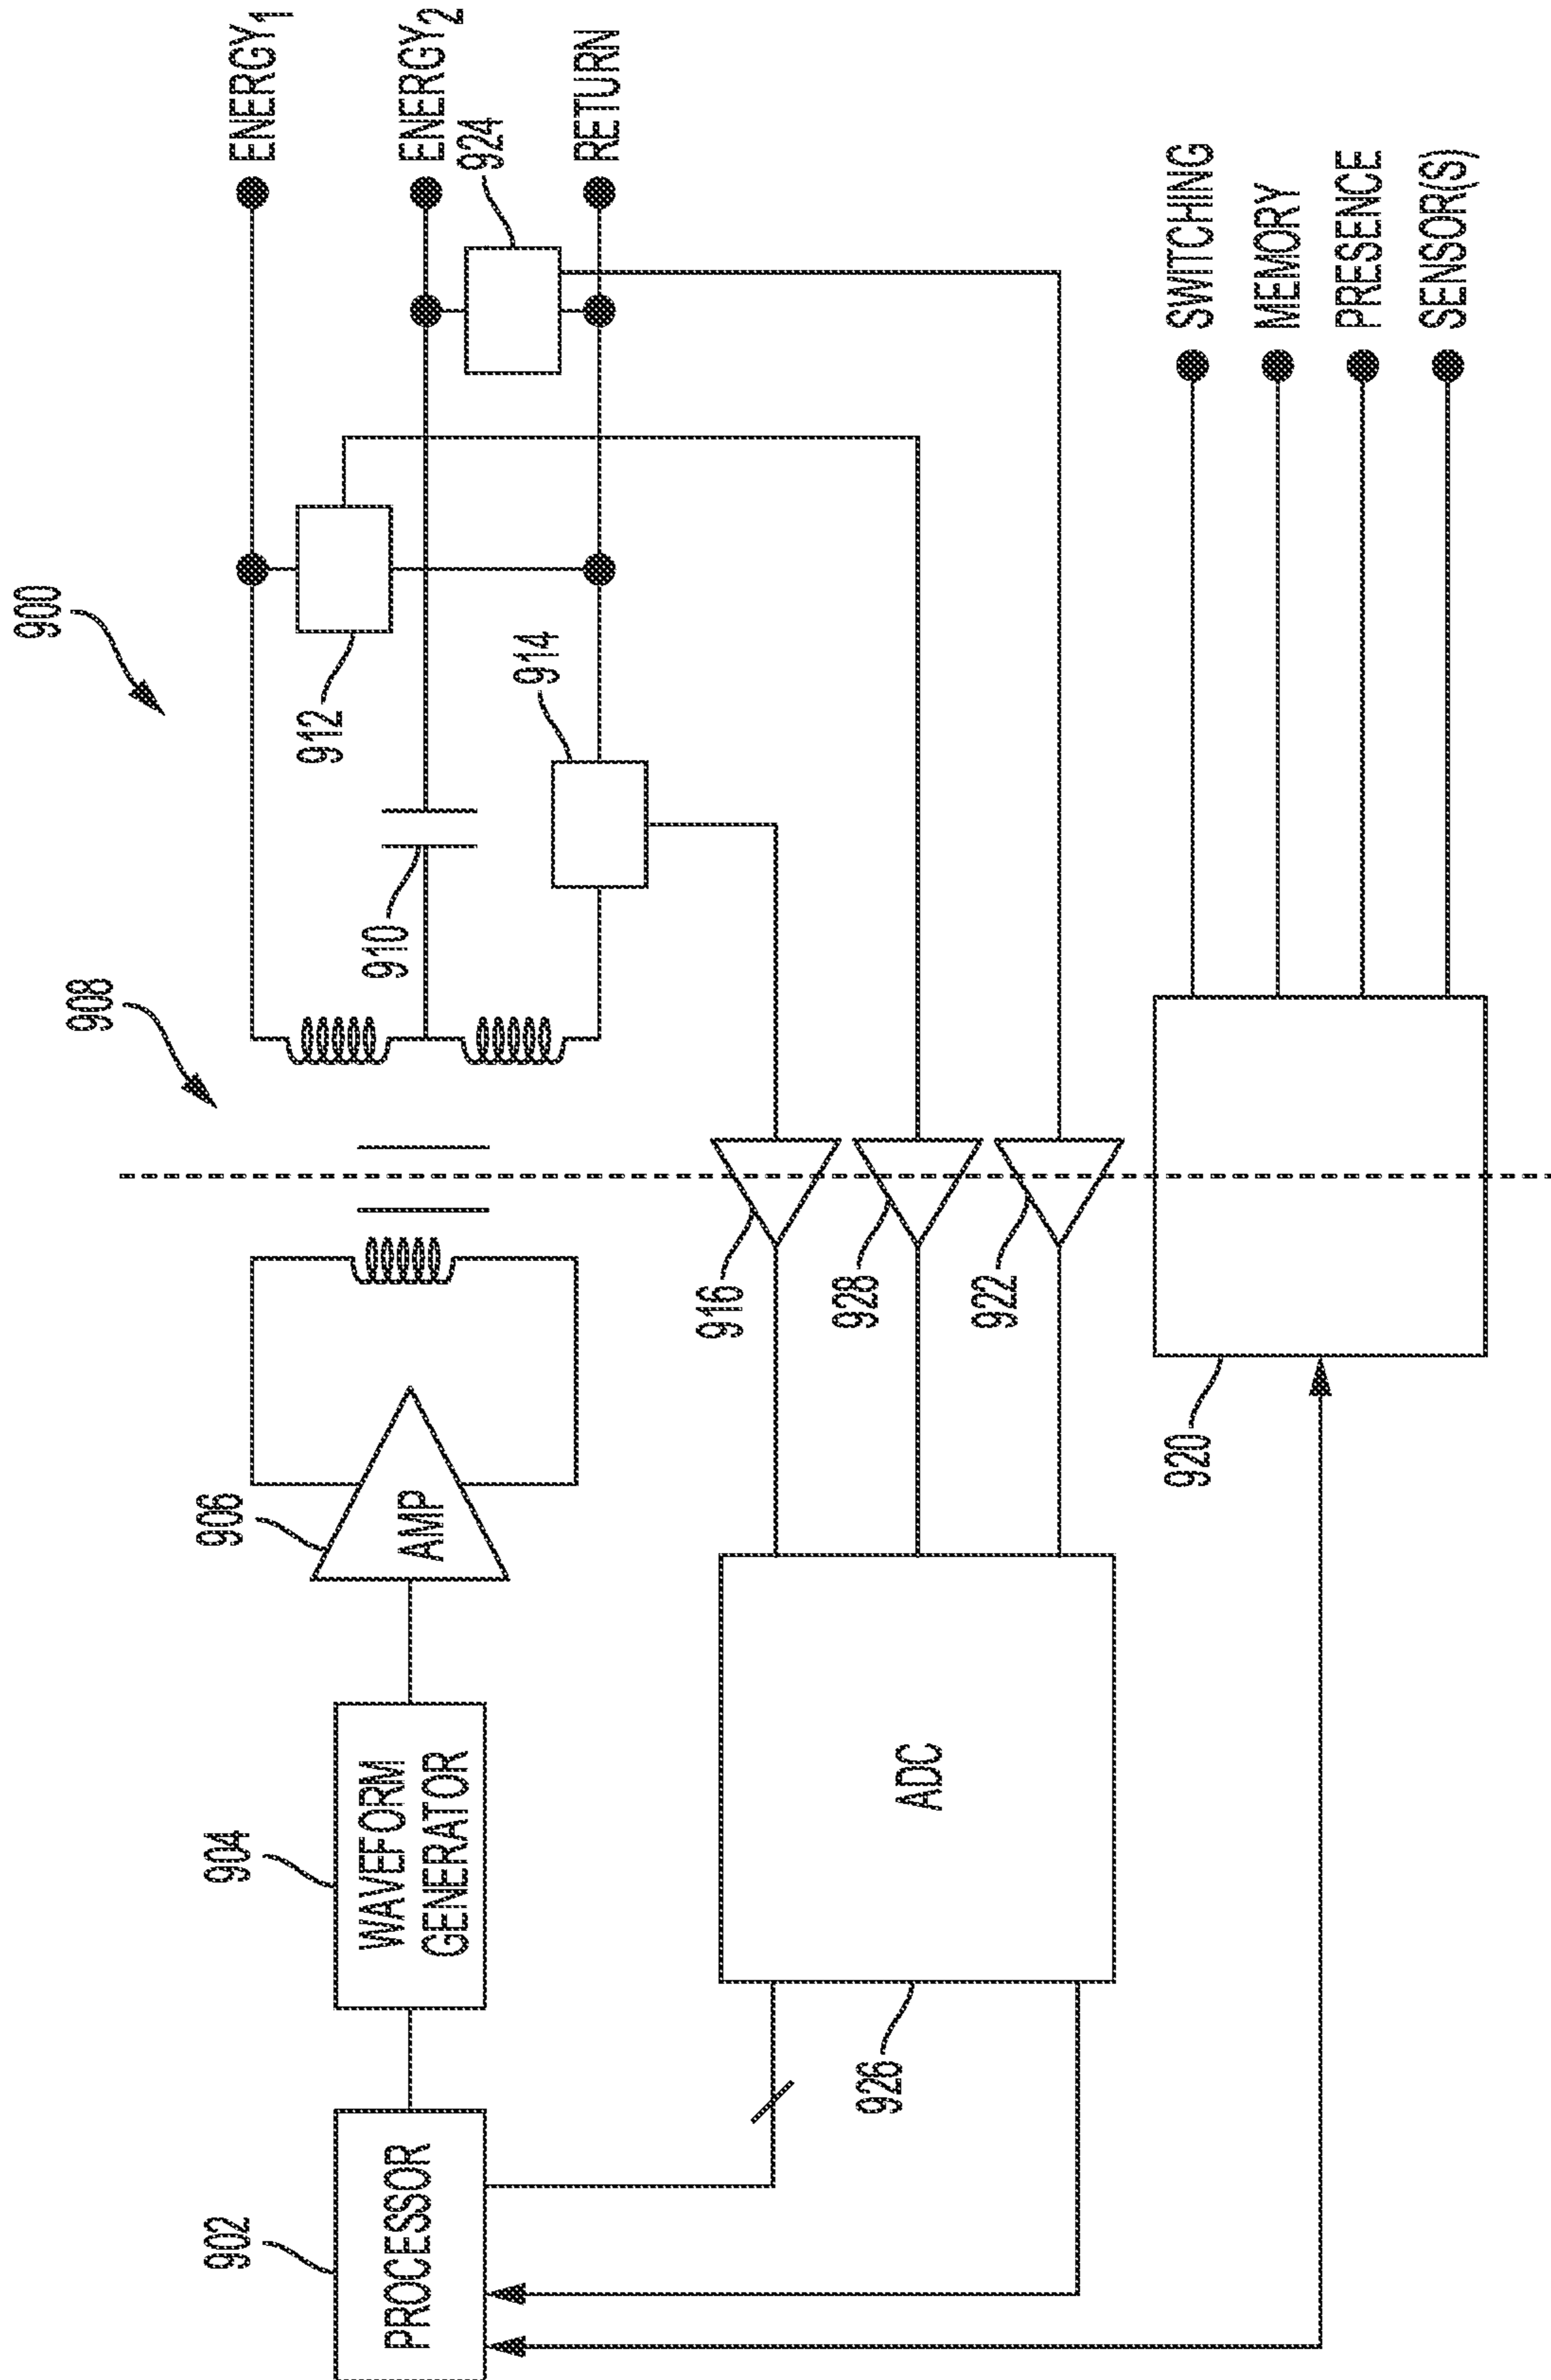 900
908
ENERGY1
ENERGY2
924
RETURN
912
910
914
902
904
906
PROCESSOR
WAVEFORM
GENERATOR
AMP
916
928
922
926
ADC
920
SWITCHING
MEMORY
PRESENCE
SENSOR(S)